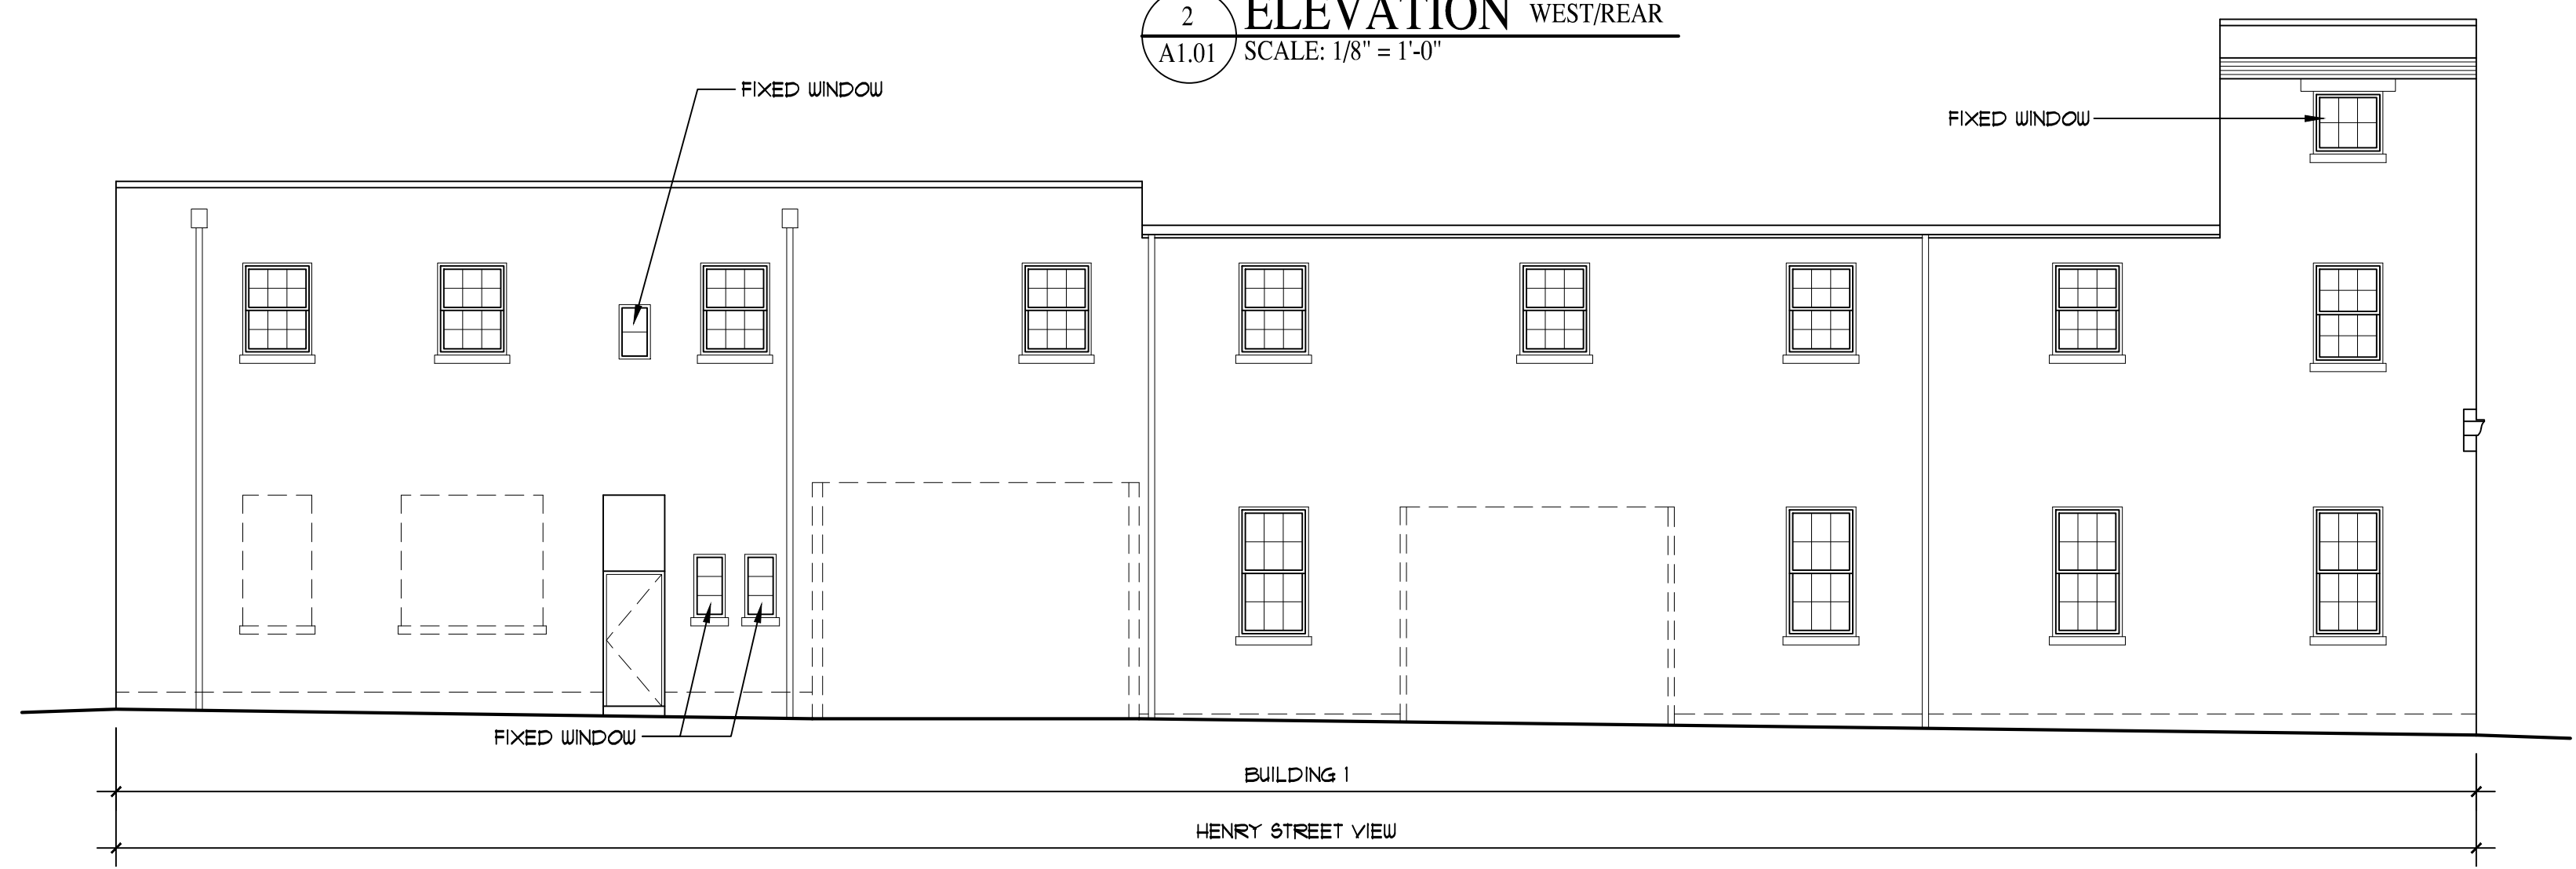 2
ELEVATION WEST/REAR
A1.01
SCALE: 1/8" = 1'-0"
FIXED WINDOW
FIXED WINDOW
FIXED WINDOW
BUILDING 1
HENRY STREET VIEW